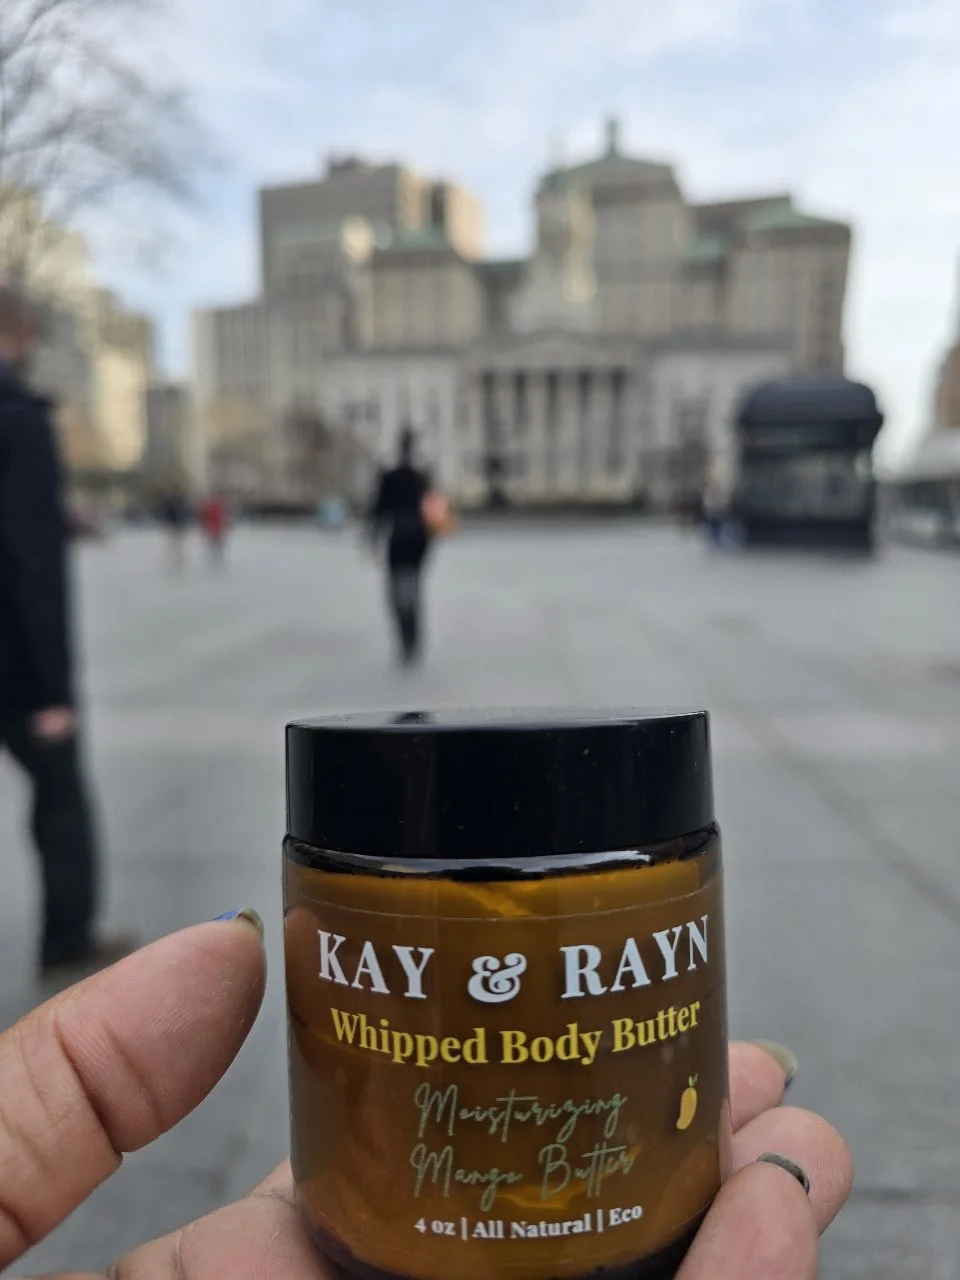 KAY & RAYN
Whipped Body Butter
Moisturizing
Mango Butter
4 oz | All Natural | Eco